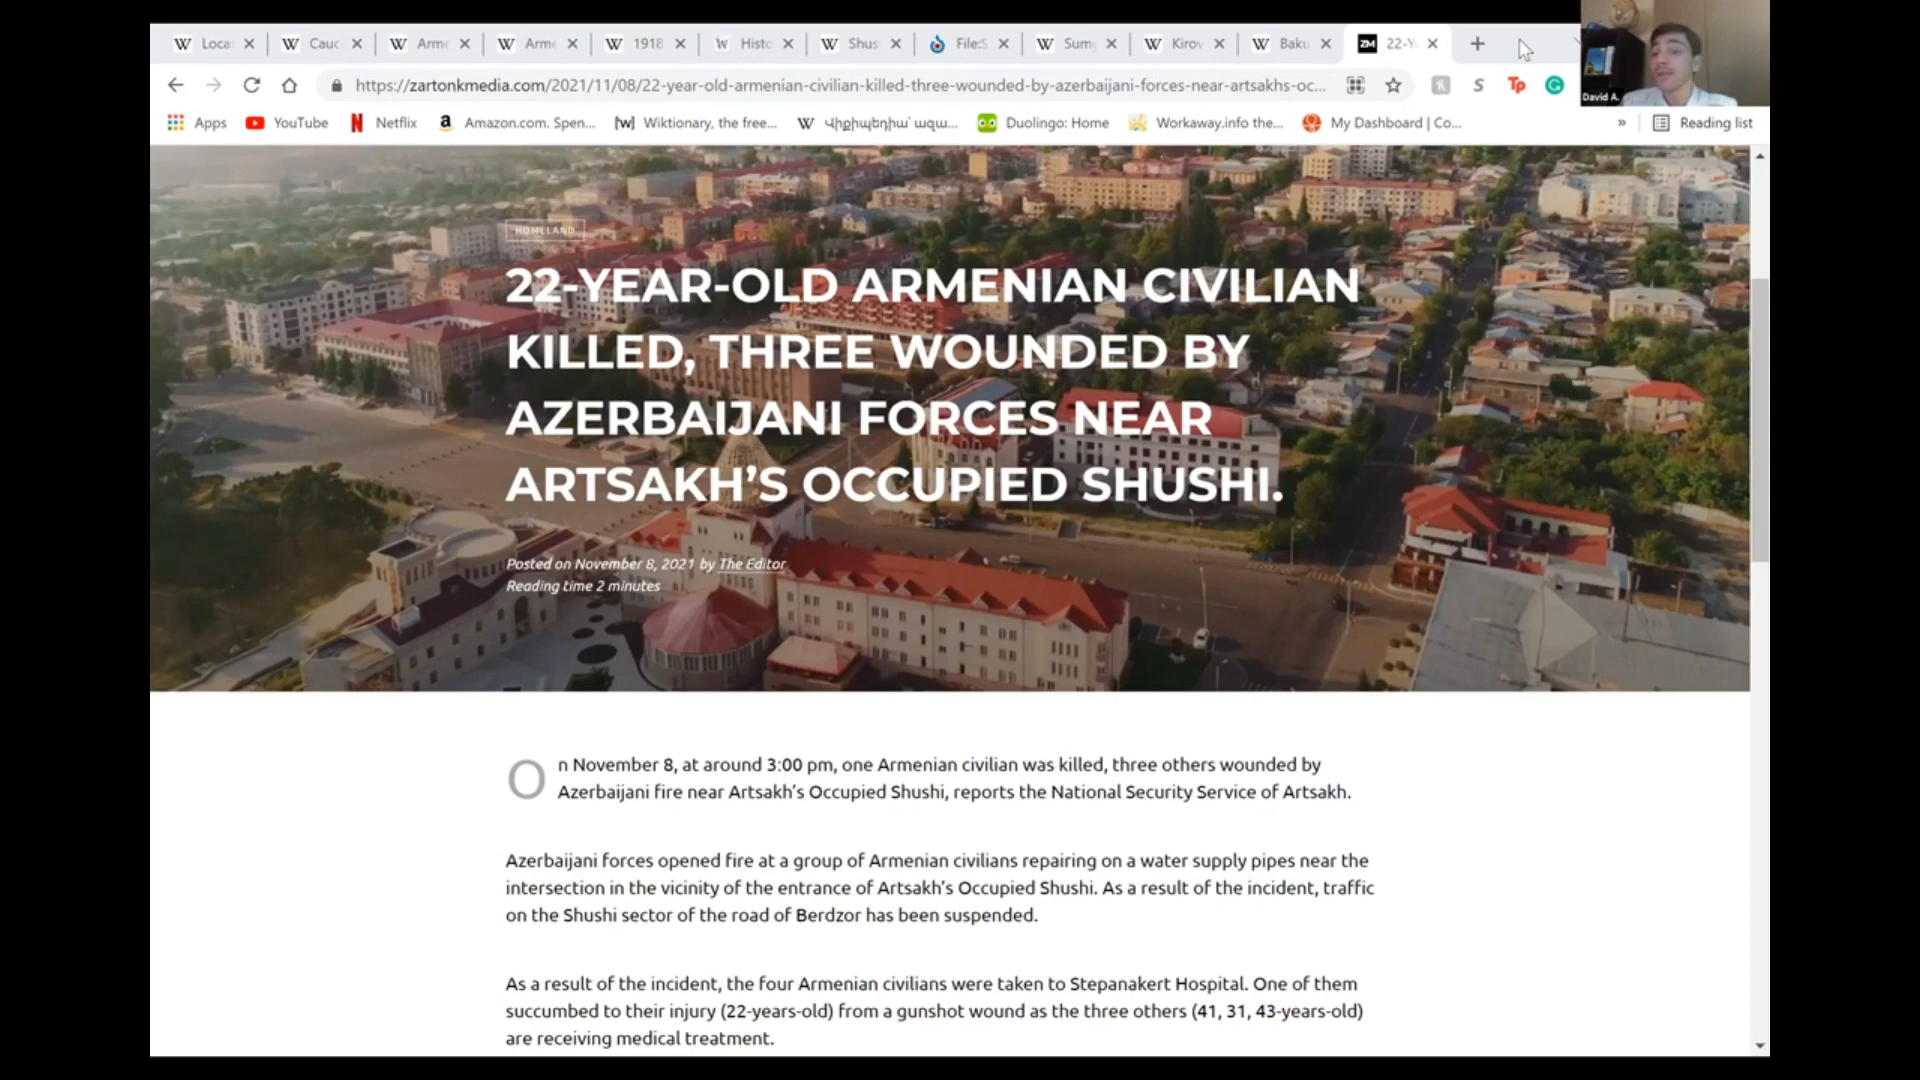 Loca
Cauc
Arme
Arme
1918
Histo
Shus
File:S
Sumg
Kirov
Baku
ZM 22-Y
https://zartonkmedia.com/2021/11/08/22-year-old-armenian-civilian-killed-three-wounded-by-azerbaijani-forces-near-artsakhs-oc...
David A.
Apps
YouTube
Netflix
Amazon.com. Spen...
[w] Wiktionary, the free...
Վիքիպեդիա՝ ազա...
Duolingo: Home
Workaway.info the...
My Dashboard | Co...
»
Reading list
HOMELAND
22-YEAR-OLD ARMENIAN CIVILIAN
KILLED, THREE WOUNDED BY
AZERBAIJANI FORCES NEAR
ARTSAKH’S OCCUPIED SHUSHI.
Posted on November 8, 2021 by The Editor
Reading time 2 minutes
On November 8, at around 3:00 pm, one Armenian civilian was killed, three others wounded by
Azerbaijani fire near Artsakh’s Occupied Shushi, reports the National Security Service of Artsakh.
Azerbaijani forces opened fire at a group of Armenian civilians repairing on a water supply pipes near the
intersection in the vicinity of the entrance of Artsakh’s Occupied Shushi. As a result of the incident, traffic
on the Shushi sector of the road of Berdzor has been suspended.
As a result of the incident, the four Armenian civilians were taken to Stepanakert Hospital. One of them
succumbed to their injury (22-years-old) from a gunshot wound as the three others (41, 31, 43-years-old)
are receiving medical treatment.